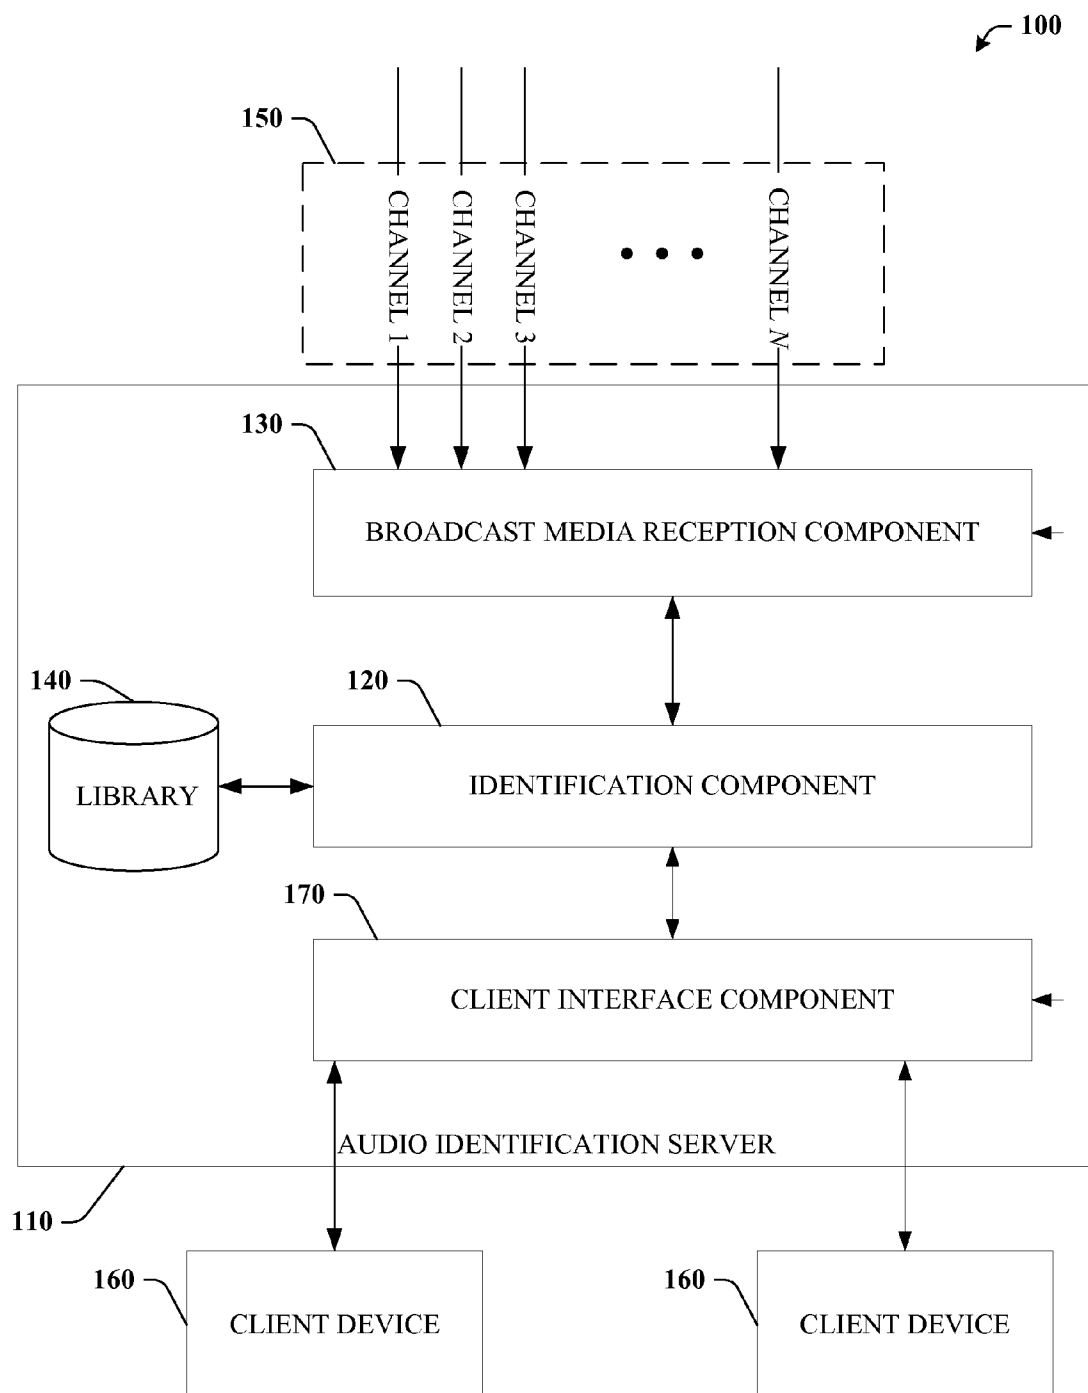 100
150
CHANNEL 1
CHANNEL 2
CHANNEL 3
CHANNEL N
130
BROADCAST MEDIA RECEPTION COMPONENT
140
120
LIBRARY
IDENTIFICATION COMPONENT
170
CLIENT INTERFACE COMPONENT
AUDIO IDENTIFICATION SERVER
110
160
CLIENT DEVICE
160
CLIENT DEVICE